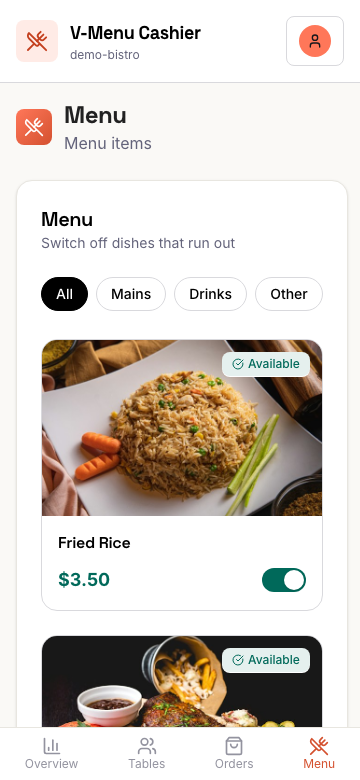 V-Menu Cashier
demo-bistro
Menu
Menu items
Menu
Switch off dishes that run out
All
Mains
Drinks
Other
Available
Fried Rice
$3.50
Available
Overview
Tables
Orders
Menu